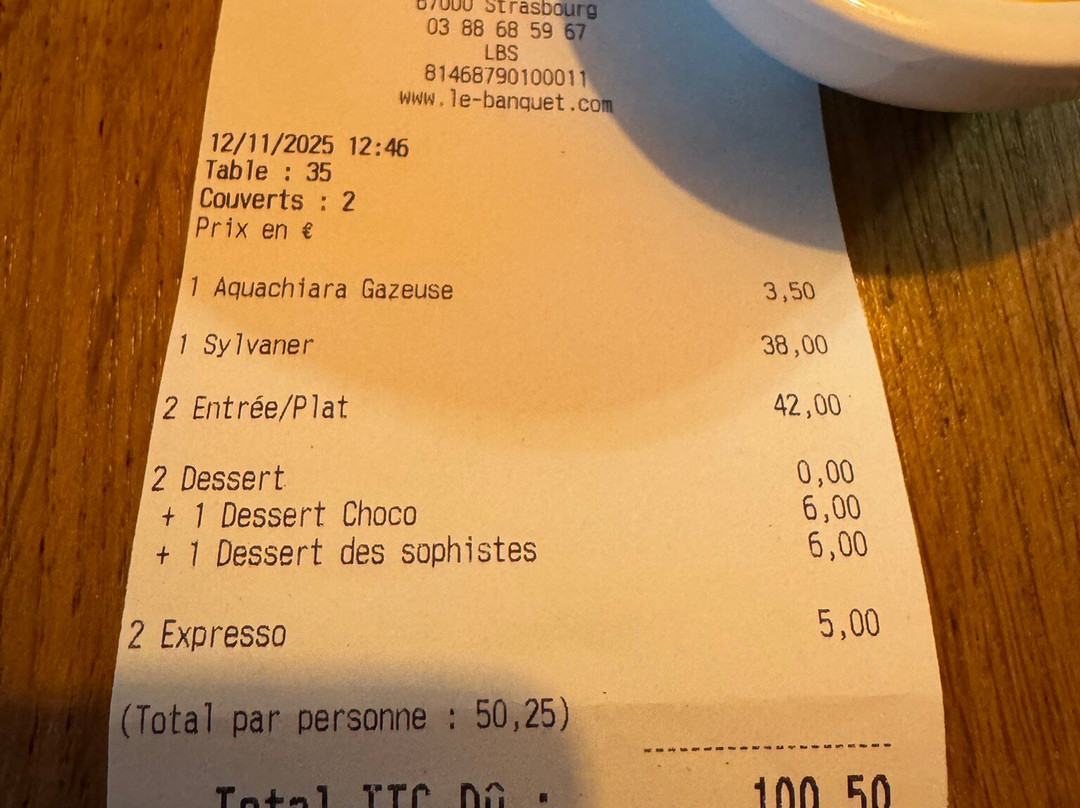 67000 Strasbourg
03 88 68 59 67
LBS
81468790100011
www.le-banquet.com
12/11/2025 12:46
Table : 35
Couverts : 2
Prix en €
1 Aquachiara Gazeuse 3,50
1 Sylvaner 38,00
2 Entrée/Plat 42,00
2 Dessert 0,00
+ 1 Dessert Choco 6,00
+ 1 Dessert des sophistes 6,00
2 Expresso 5,00
(Total par personne : 50,25)
Total TTC Dû : 100,50